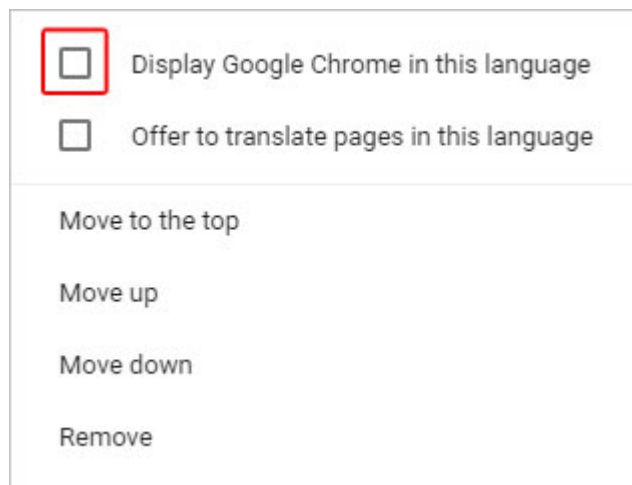 Display Google Chrome in this language
Offer to translate pages in this language
Move to the top
Move up
Move down
Remove